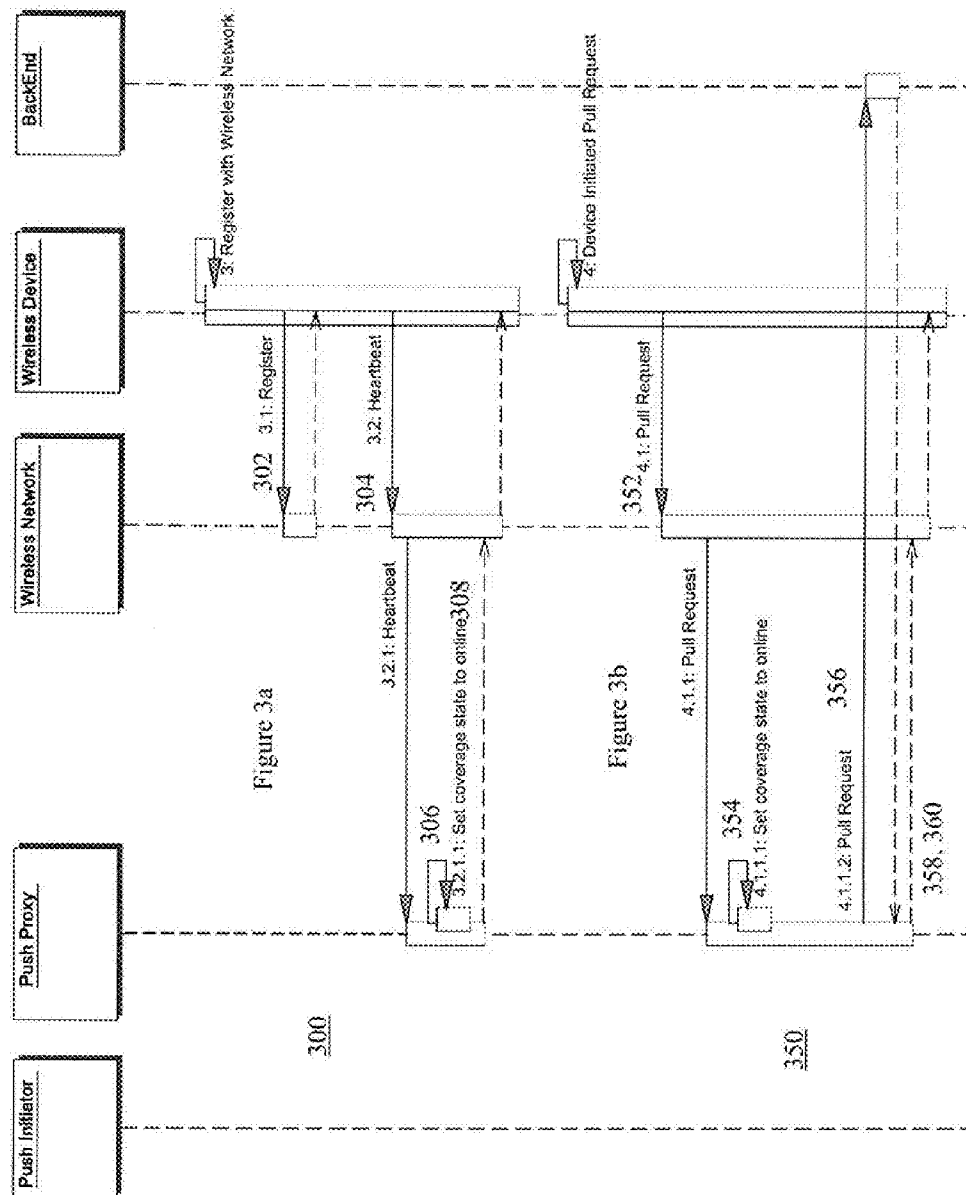 Push Initiator
Push Proxy
Wireless Network
Wireless Device
BackEnd
300
Figure 3a
3: Register with Wireless Network
3.1: Register
302
3.2: Heartbeat
304
3.2.1: Heartbeat
306
3.2.1.1: Set coverage state to online
308
350
Figure 3b
4: Device Initiated Pull Request
4.1: Pull Request
352
4.1.1: Pull Request
354
4.1.1.1: Set coverage state to online
4.1.1.2: Pull Request
356
358, 360